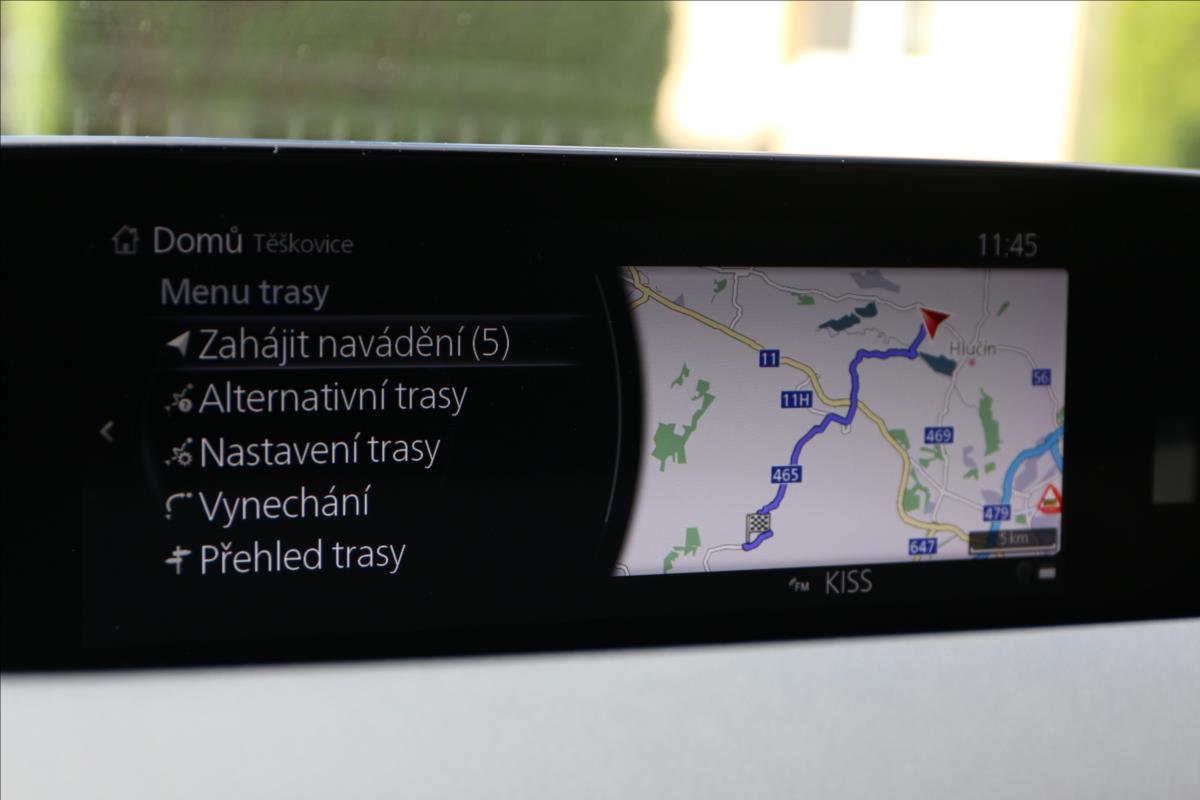 Domů Těškovice
11:45
Menu trasy
Zahájit navádění (5)
Alternativní trasy
Nastavení trasy
Vynechání
Přehled trasy
Hlučín
11
56
11H
469
465
479
647
5 km
FM KISS